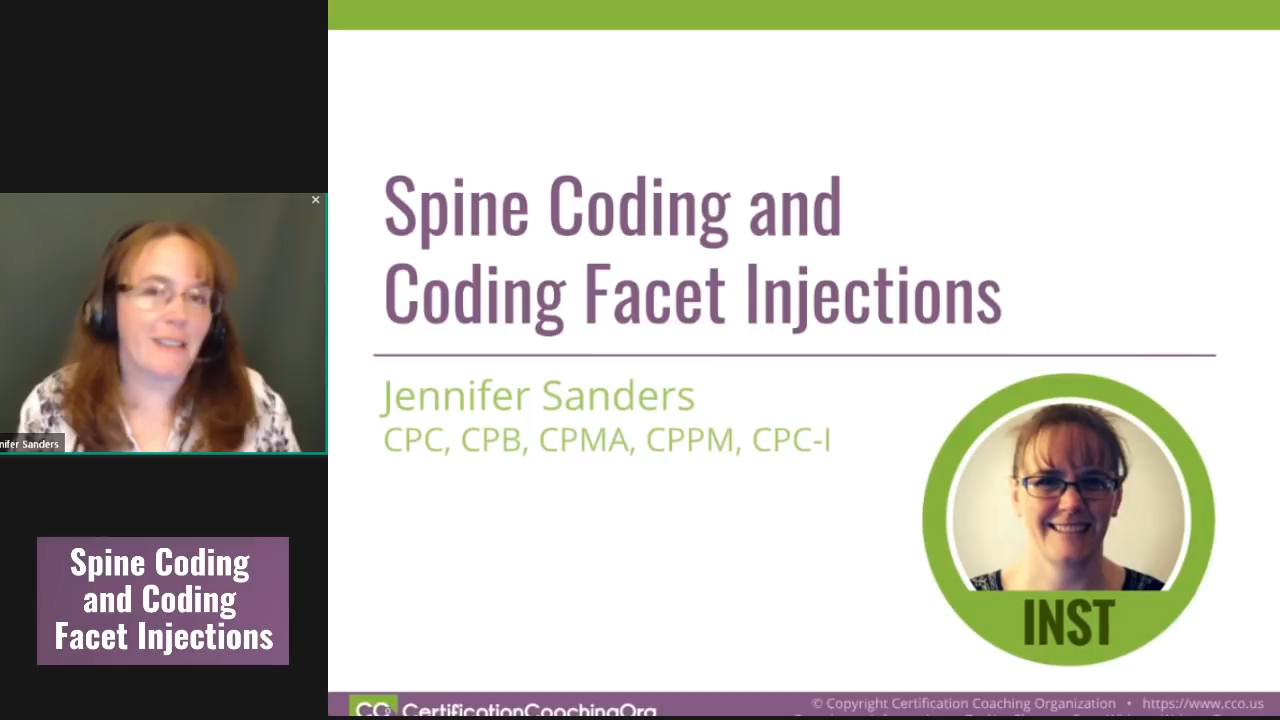 Spine Coding and
Coding Facet Injections
Jennifer Sanders
CPC, CPB, CPMA, CPPM, CPC-I
INST
nifer Sanders
Spine Coding
and Coding
Facet Injections
CertificationCoachingOrg
© Copyright Certification Coaching Organization • https://www.cco.us